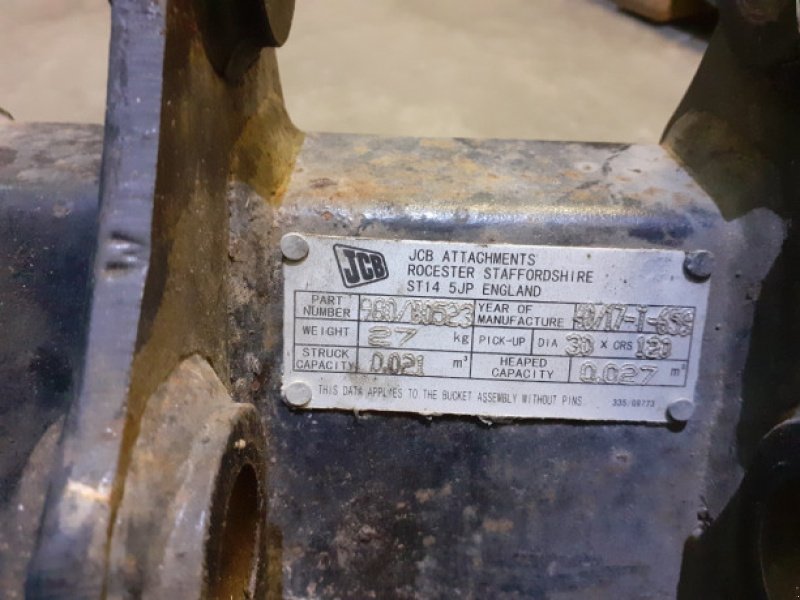 JCB
JCB ATTACHMENTS
ROCESTER STAFFORDSHIRE
ST14 5JP ENGLAND
PART NUMBER 980/ YEAR OF MANUFACTURE
WEIGHT 27 kg PICK-UP DIA 30 X CRS 120
STRUCK CAPACITY 0.021 m³ HEAPED CAPACITY 0.027 m³
THIS DATA APPLYES TO THE BUCKET ASSEMBLY WITHOUT PINS 335/09773